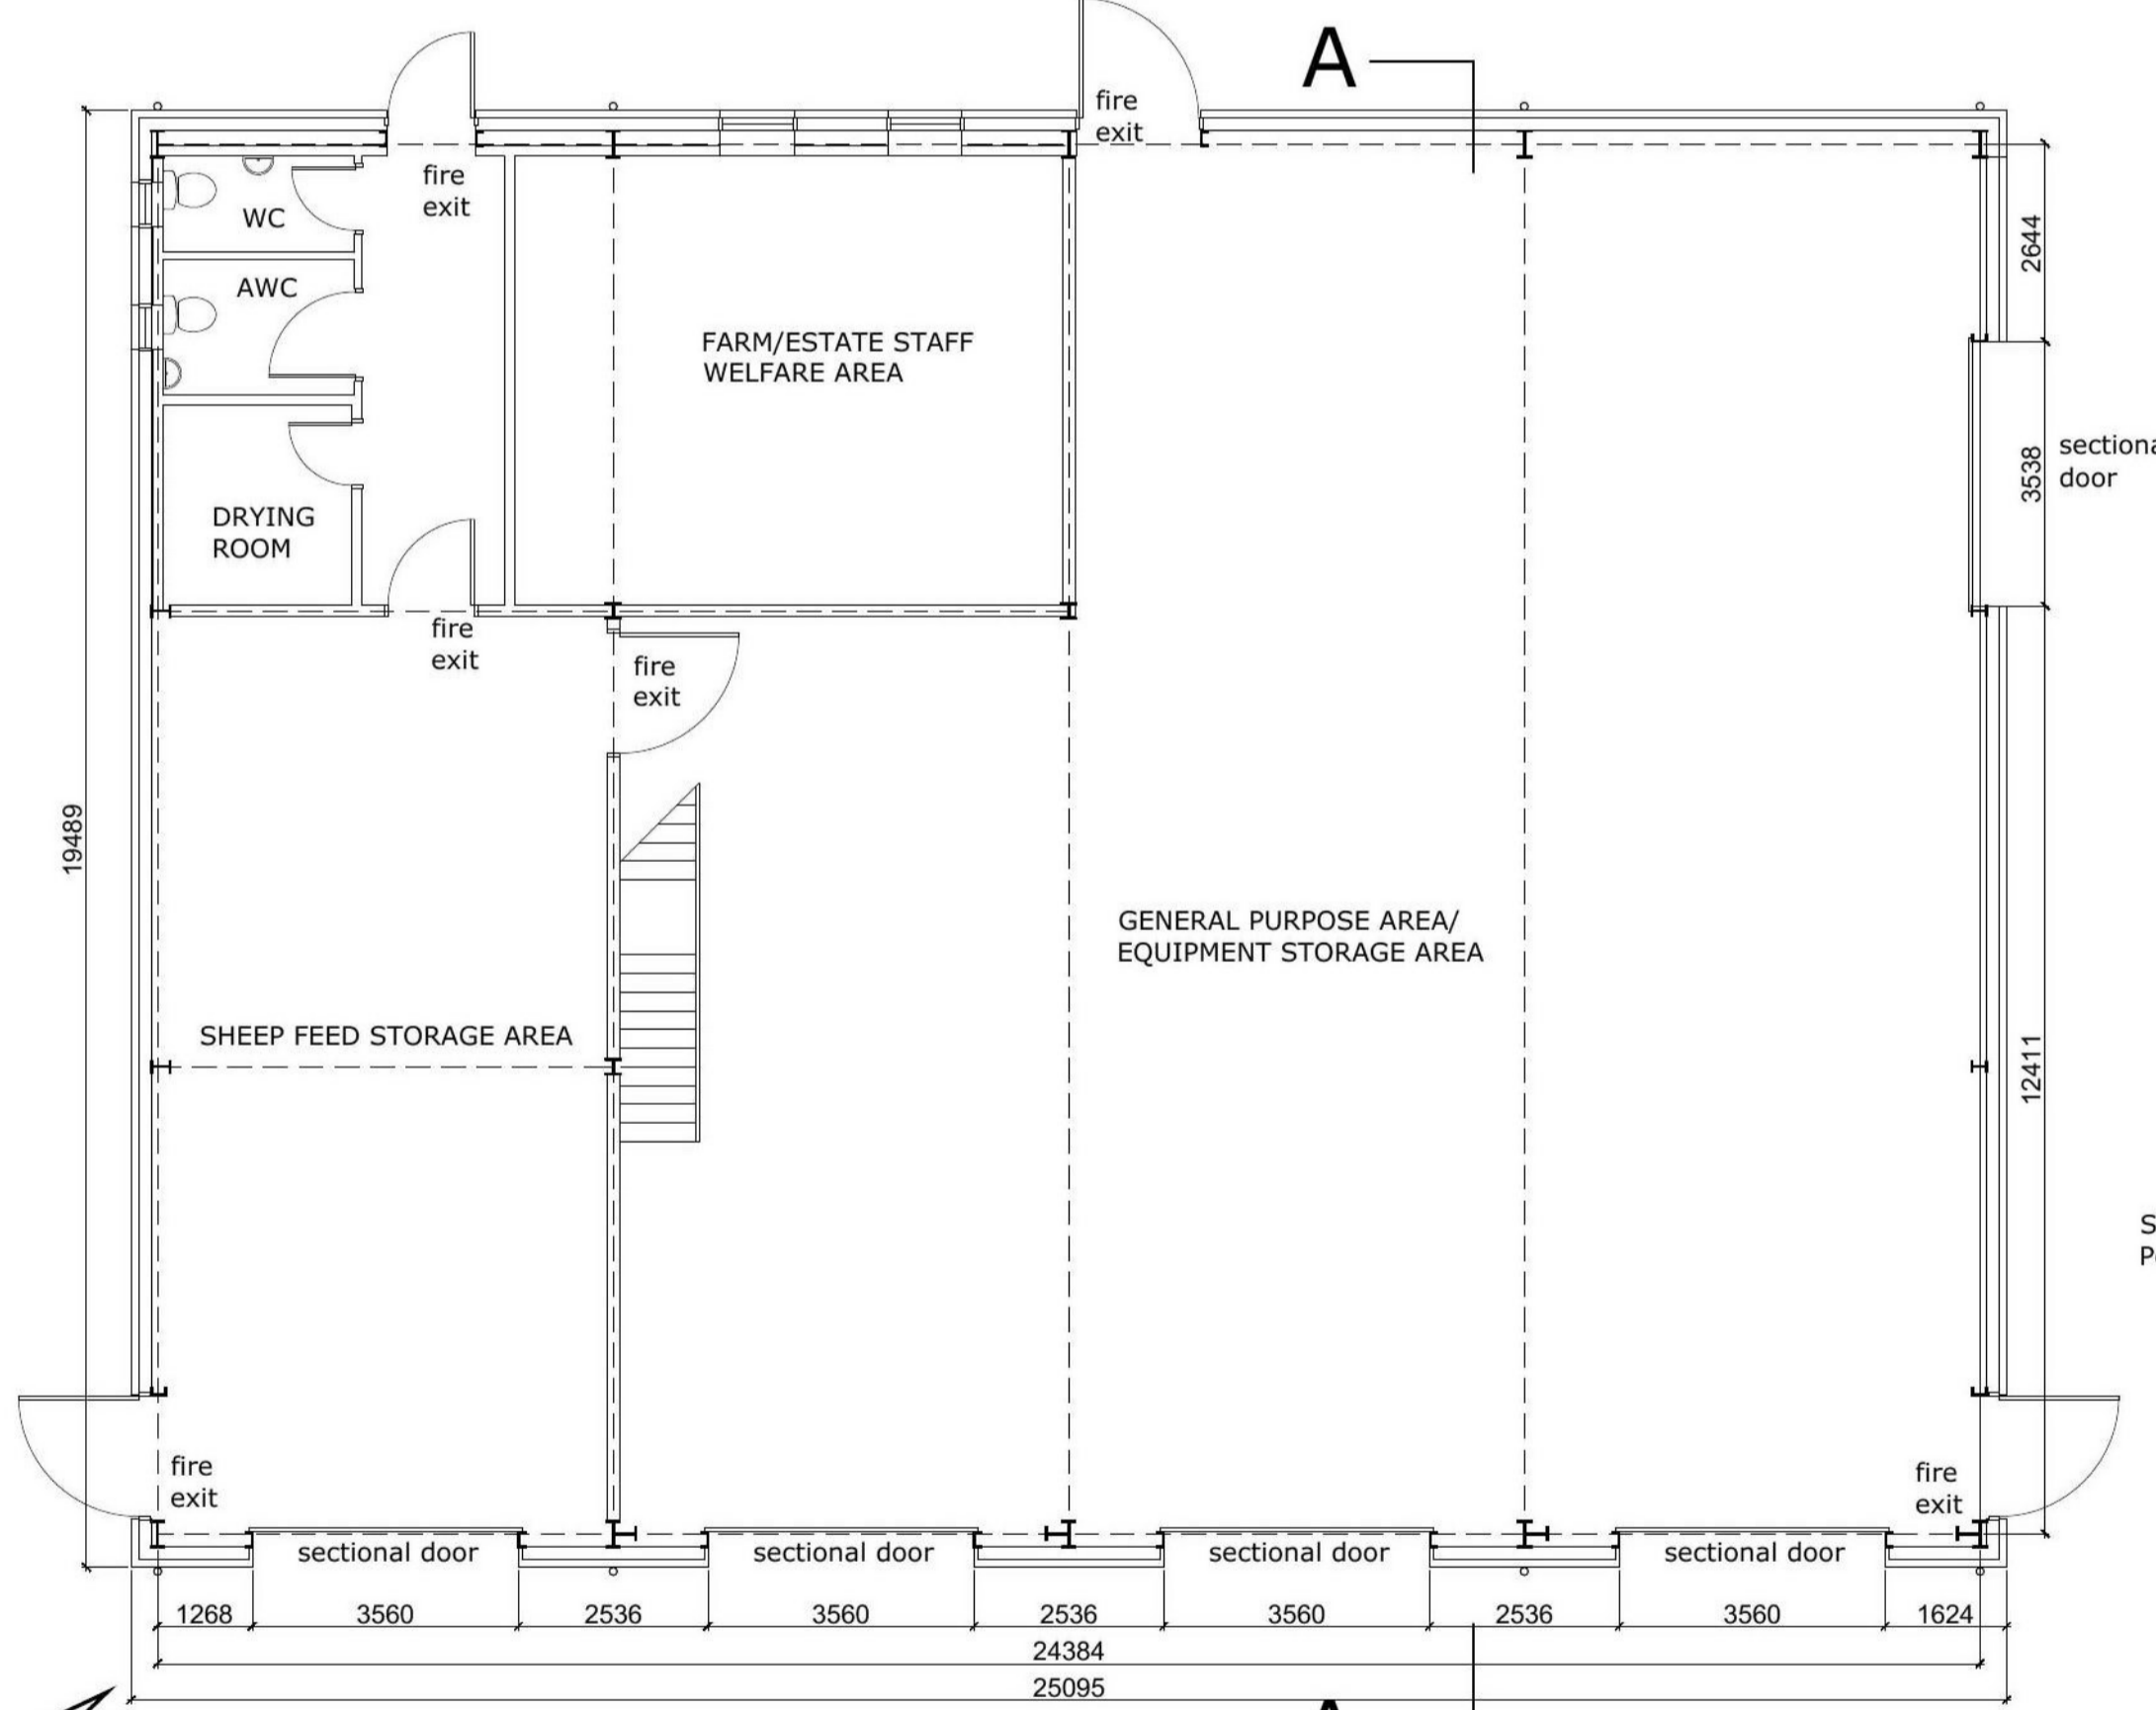 A
fire
exit
fire
exit
WC
AWC
2644
FARM/ESTATE STAFF
WELFARE AREA
3538
door
DRYING
ROOM
fire
exit
fire
exit
19489
GENERAL PURPOSE AREA/
EQUIPMENT STORAGE AREA
SHEEP FEED STORAGE AREA
12411
fire
exit
fire
exit
sectional door
sectional door
sectional door
sectional door
1268
3560
2536
3560
2536
3560
2536
3560
1624
24384
25095